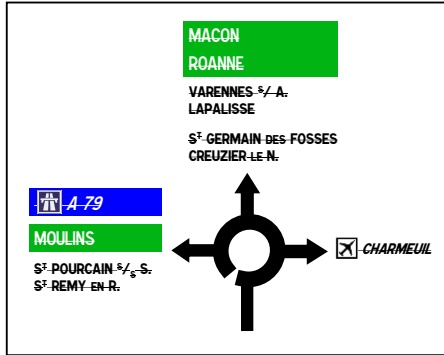 MACON
ROANNE
VARENNES S/ A.
LAPALISSE
ST GERMAIN DES FOSSES
CREUZIER LE N.
A 79
MOULINS
ST POURCAIN S/S S.
ST REMY EN R.
CHARMEUIL